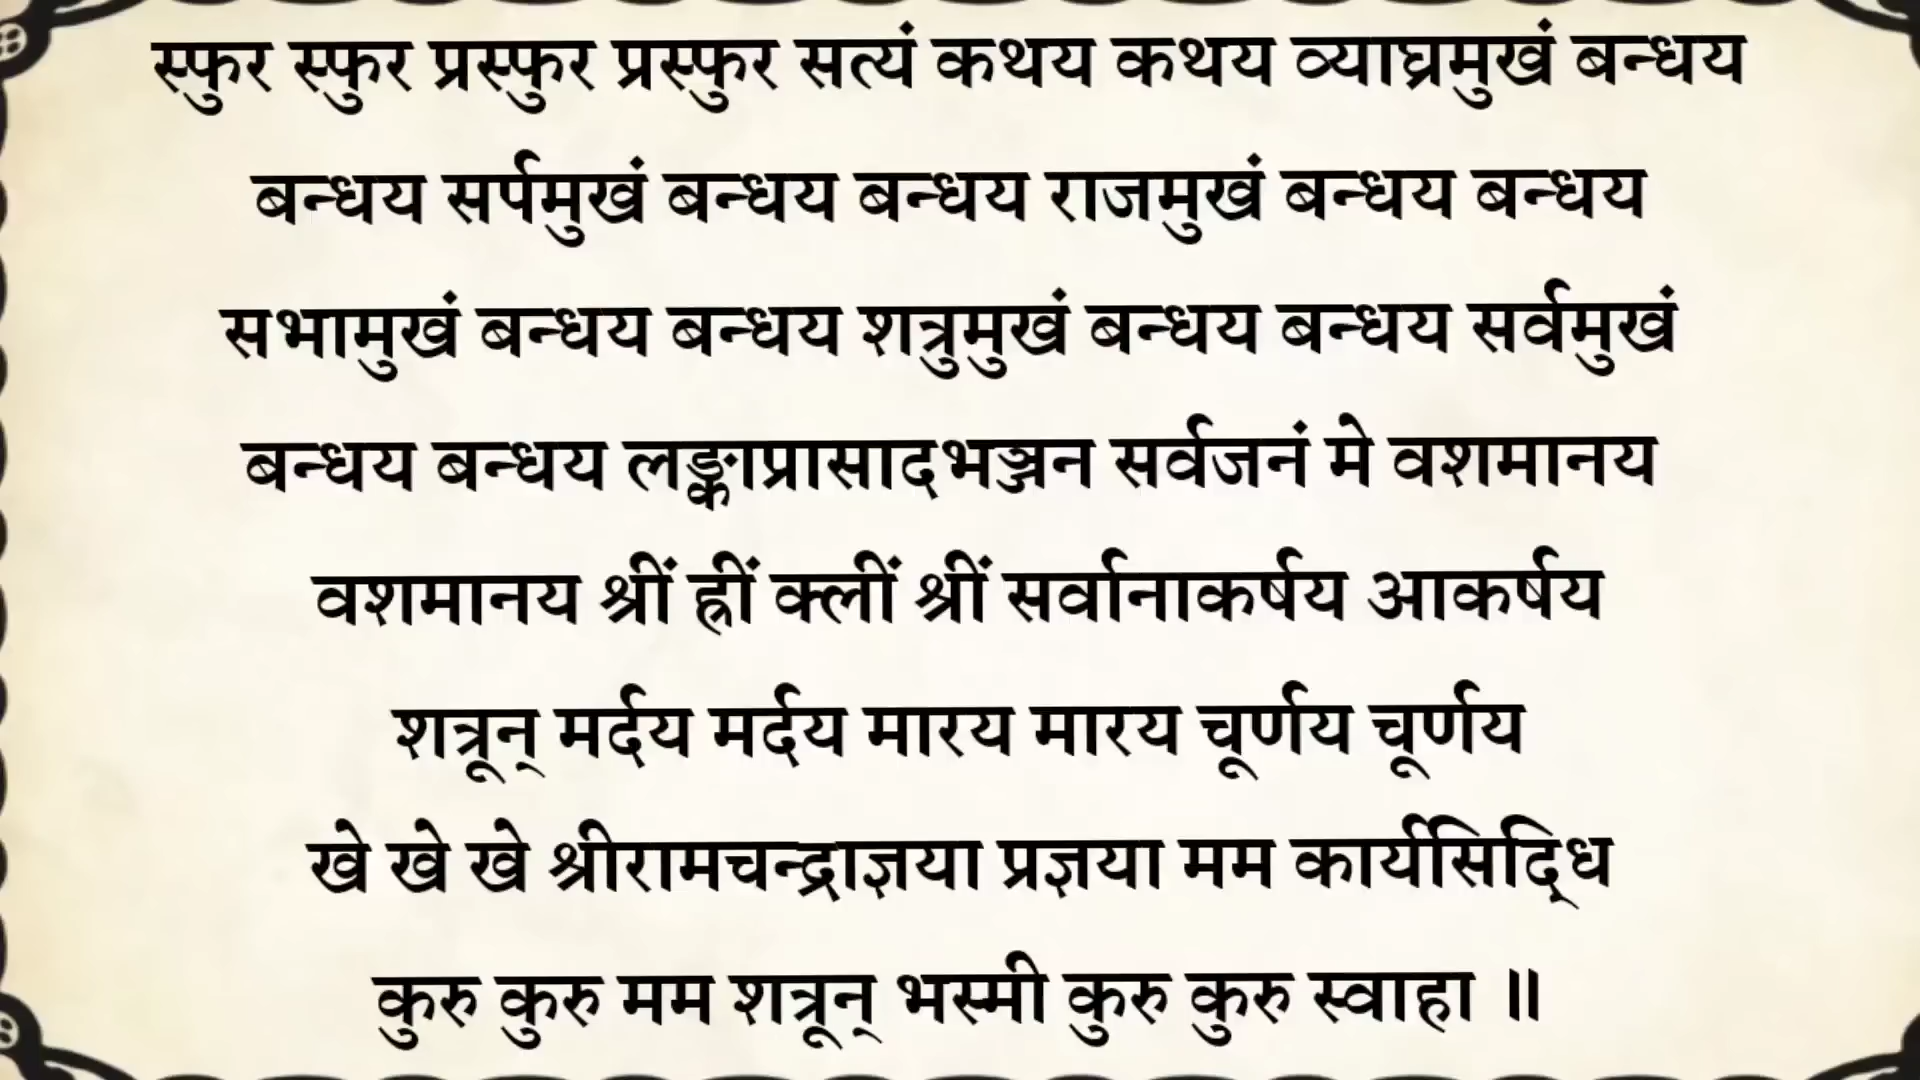 स्फुर स्फुर प्रस्फुर प्रस्फुर सत्यं कथय कथय व्याघ्रमुखं बन्धय
बन्धय सर्पमुखं बन्धय बन्धय राजमुखं बन्धय बन्धय
सभामुखं बन्धय बन्धय शत्रुमुखं बन्धय बन्धय सर्वमुखं
बन्धय बन्धय लङ्काप्रासादभञ्जन सर्वजनं मे वशमानय
वशमानय श्रीं ह्रीं क्लीं श्रीं सर्वानाकर्षय आकर्षय
शत्रून् मर्दय मर्दय मारय मारय चूर्णय चूर्णय
खे खे खे श्रीरामचन्द्राज्ञया प्रज्ञया मम कार्यसिद्धि
कुरु कुरु मम शत्रून् भस्मी कुरु कुरु स्वाहा ॥